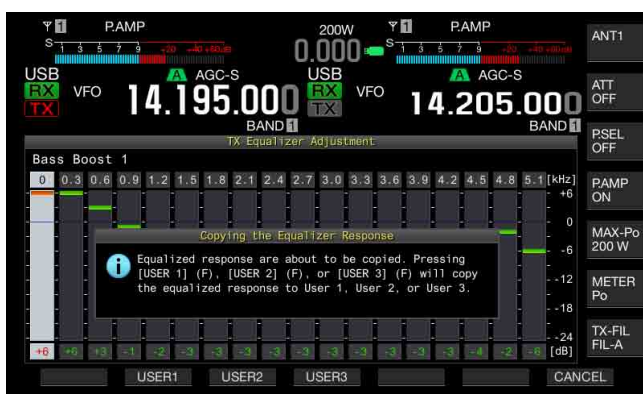 1 P.AMP 200W 1 P.AMP ANT1
S 1 3 5 7 9 +20 +40 +60dB 0.000 S 1 3 5 7 9 +20 +40 +60dB
USB A AGC-S USB A AGC-S ATT OFF
RX VFO 14.195.000 RX VFO 14.205.000
TX TX
BAND 1 BAND 1 P.SEL OFF
TX Equalizer Adjustment
Bass Boost 1
0 0.3 0.6 0.9 1.2 1.5 1.8 2.1 2.4 2.7 3.0 3.3 3.6 3.9 4.2 4.5 4.8 5.1 [kHz]
+6
P.AMP ON
0
Copying the Equalizer Response
MAX-Po 200 W
-6
Equalized response are about to be copied. Pressing
[USER 1] (F), [USER 2] (F), or [USER 3] (F) will copy
the equalized response to User 1, User 2, or User 3.
-12
METER Po
-18
-24
TX-FIL FIL-A
+6 +6 +3 -1 -2 -3 -3 -3 -3 -3 -3 -3 -3 -3 -3 -4 -2 -6 [dB]
USER1 USER2 USER3 CANCEL